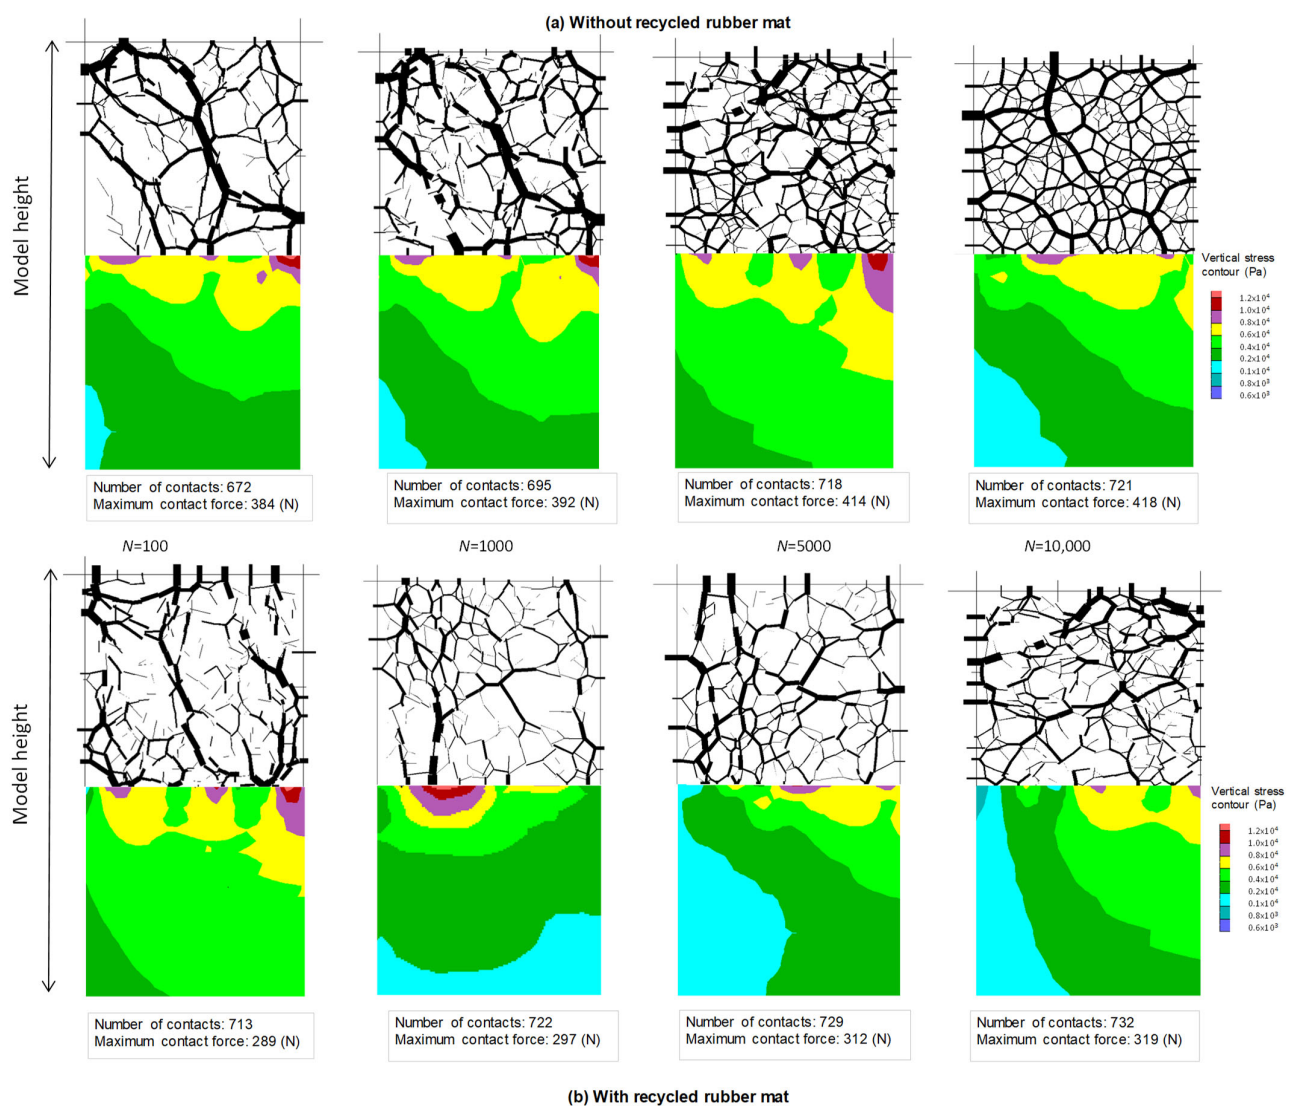 (a) Without recycled rubber mat
Model height
Vertical stress
contour (Pa)
1.2x10⁴
1.0x10⁴
0.8x10⁴
0.6x10⁴
0.4x10⁴
0.2x10⁴
0.1x10⁴
0.8x10³
0.6x10³
Number of contacts: 672
Maximum contact force: 384 (N)
Number of contacts: 695
Maximum contact force: 392 (N)
Number of contacts: 718
Maximum contact force: 414 (N)
Number of contacts: 721
Maximum contact force: 418 (N)
N=100
N=1000
N=5000
N=10,000
Model height
Vertical stress
contour (Pa)
1.2x10⁴
1.0x10⁴
0.8x10⁴
0.6x10⁴
0.4x10⁴
0.2x10⁴
0.1x10⁴
0.8x10³
0.6x10³
Number of contacts: 713
Maximum contact force: 289 (N)
Number of contacts: 722
Maximum contact force: 297 (N)
Number of contacts: 729
Maximum contact force: 312 (N)
Number of contacts: 732
Maximum contact force: 319 (N)
(b) With recycled rubber mat